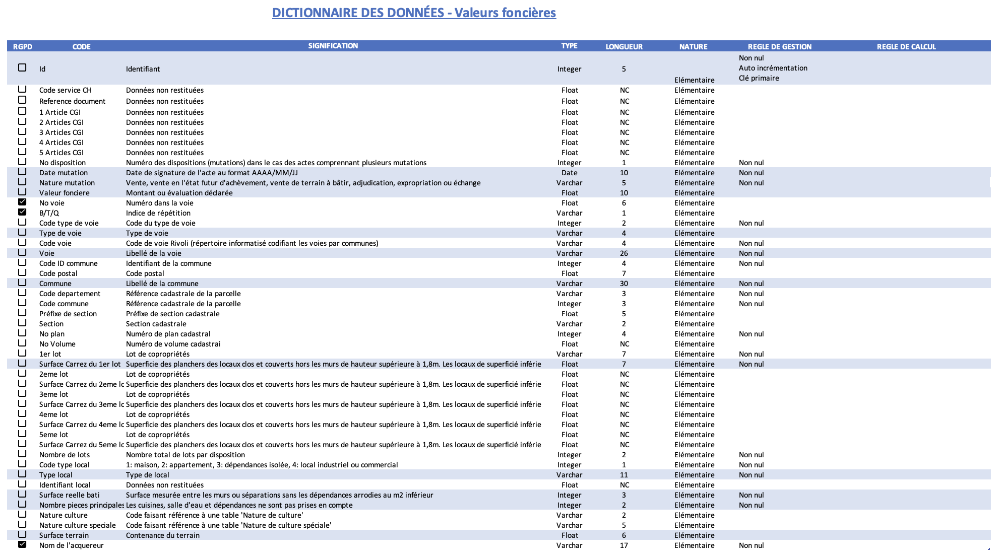 DICTIONNAIRE DES DONNÉES - Valeurs foncières
RGPD CODE SIGNIFICATION TYPE LONGUEUR NATURE REGLE DE GESTION REGLE DE CALCUL
Id Identifiant Integer 5 Elémentaire Non nul
Auto incrémentation
Clé primaire
Code service CH Données non restituées Float NC Elémentaire
Reference document Données non restituées Float NC Elémentaire
1 Article CGI Données non restituées Float NC Elémentaire
2 Articles CGI Données non restituées Float NC Elémentaire
3 Articles CGI Données non restituées Float NC Elémentaire
4 Articles CGI Données non restituées Float NC Elémentaire
5 Articles CGI Données non restituées Float NC Elémentaire
No disposition Numéro des dispositions (mutations) dans le cas des actes comprennant plusieurs mutations Integer 1 Elémentaire Non nul
Date mutation Date de signature de l'acte au format AAAA/MM/JJ Date 10 Elémentaire Non nul
Nature mutation Vente, vente en l'état futur d'achèvement, vente de terrain à bâtir, adjudication, expropriation ou échange Varchar 5 Elémentaire Non nul
Valeur fonciere Montant ou évaluation déclarée Float 10 Elémentaire
No voie Numéro dans la voie Float 6 Elémentaire
B/T/Q Indice de répétition Varchar 1 Elémentaire
Code type de voie Code du type de voie Integer 2 Elémentaire Non nul
Type de voie Type de voie Varchar 4 Elémentaire
Code voie Code de voie Rivoli (répertoire informatisé codifiant les voies par communes) Varchar 4 Elémentaire Non nul
Voie Libellé de la voie Varchar 26 Elémentaire Non nul
Code ID commune Identifiant de la commune Integer 4 Elémentaire Non nul
Code postal Code postal Float 7 Elémentaire
Commune Libellé de la commune Varchar 30 Elémentaire Non nul
Code departement Référence cadastrale de la parcelle Varchar 3 Elémentaire Non nul
Code commune Référence cadastrale de la parcelle Integer 3 Elémentaire Non nul
Préfixe de section Préfixe de section cadastrale Float 5 Elémentaire
Section Section cadastrale Varchar 2 Elémentaire
No plan Numéro de plan cadastral Integer 4 Elémentaire Non nul
No Volume Numéro de volume cadastrai Float NC Elémentaire
1er lot Lot de copropriétés Varchar 7 Elémentaire Non nul
Surface Carrez du 1er lot Superficie des planchers des locaux clos et couverts hors les murs de hauteur supérieure à 1,8m. Les locaux de superficié inférie Float 7 Elémentaire Non nul
2eme lot Lot de copropriétés Float NC Elémentaire
Surface Carrez du 2eme lc Superficie des planchers des locaux clos et couverts hors les murs de hauteur supérieure à 1,8m. Les locaux de superficié inférie Float NC Elémentaire
3eme lot Lot de copropriétés Float NC Elémentaire
Surface Carrez du 3eme lc Superficie des planchers des locaux clos et couverts hors les murs de hauteur supérieure à 1,8m. Les locaux de superficié inférie Float NC Elémentaire
4eme lot Lot de copropriétés Float NC Elémentaire
Surface Carrez du 4eme lc Superficie des planchers des locaux clos et couverts hors les murs de hauteur supérieure à 1,8m. Les locaux de superficié inférie Float NC Elémentaire
5eme lot Lot de copropriétés Float NC Elémentaire
Surface Carrez du 5eme lc Superficie des planchers des locaux clos et couverts hors les murs de hauteur supérieure à 1,8m. Les locaux de superficié inférie Float NC Elémentaire
Nombre de lots Nombre total de lots par disposition Integer 2 Elémentaire Non nul
Code type local 1: maison, 2: appartement, 3: dépendances isolée, 4: local industriel ou commercial Integer 1 Elémentaire Non nul
Type local Type de local Varchar 11 Elémentaire Non nul
Identifiant local Données non restituées Float NC Elémentaire
Surface reelle bati Surface mesurée entre les murs ou séparations sans les dépendances arrodies au m2 inférieur Integer 3 Elémentaire Non nul
Nombre pieces principales Les cuisines, salle d'eau et dépendances ne sont pas prises en compte Integer 2 Elémentaire Non nul
Nature culture Code faisant référence à une table 'Nature de culture' Varchar 2 Elémentaire
Nature culture speciale Code faisant référence à une table 'Nature de culture spéciale' Varchar 5 Elémentaire
Surface terrain Contenance du terrain Float 6 Elémentaire
Nom de l'acquereur Varchar 17 Elémentaire Non nul